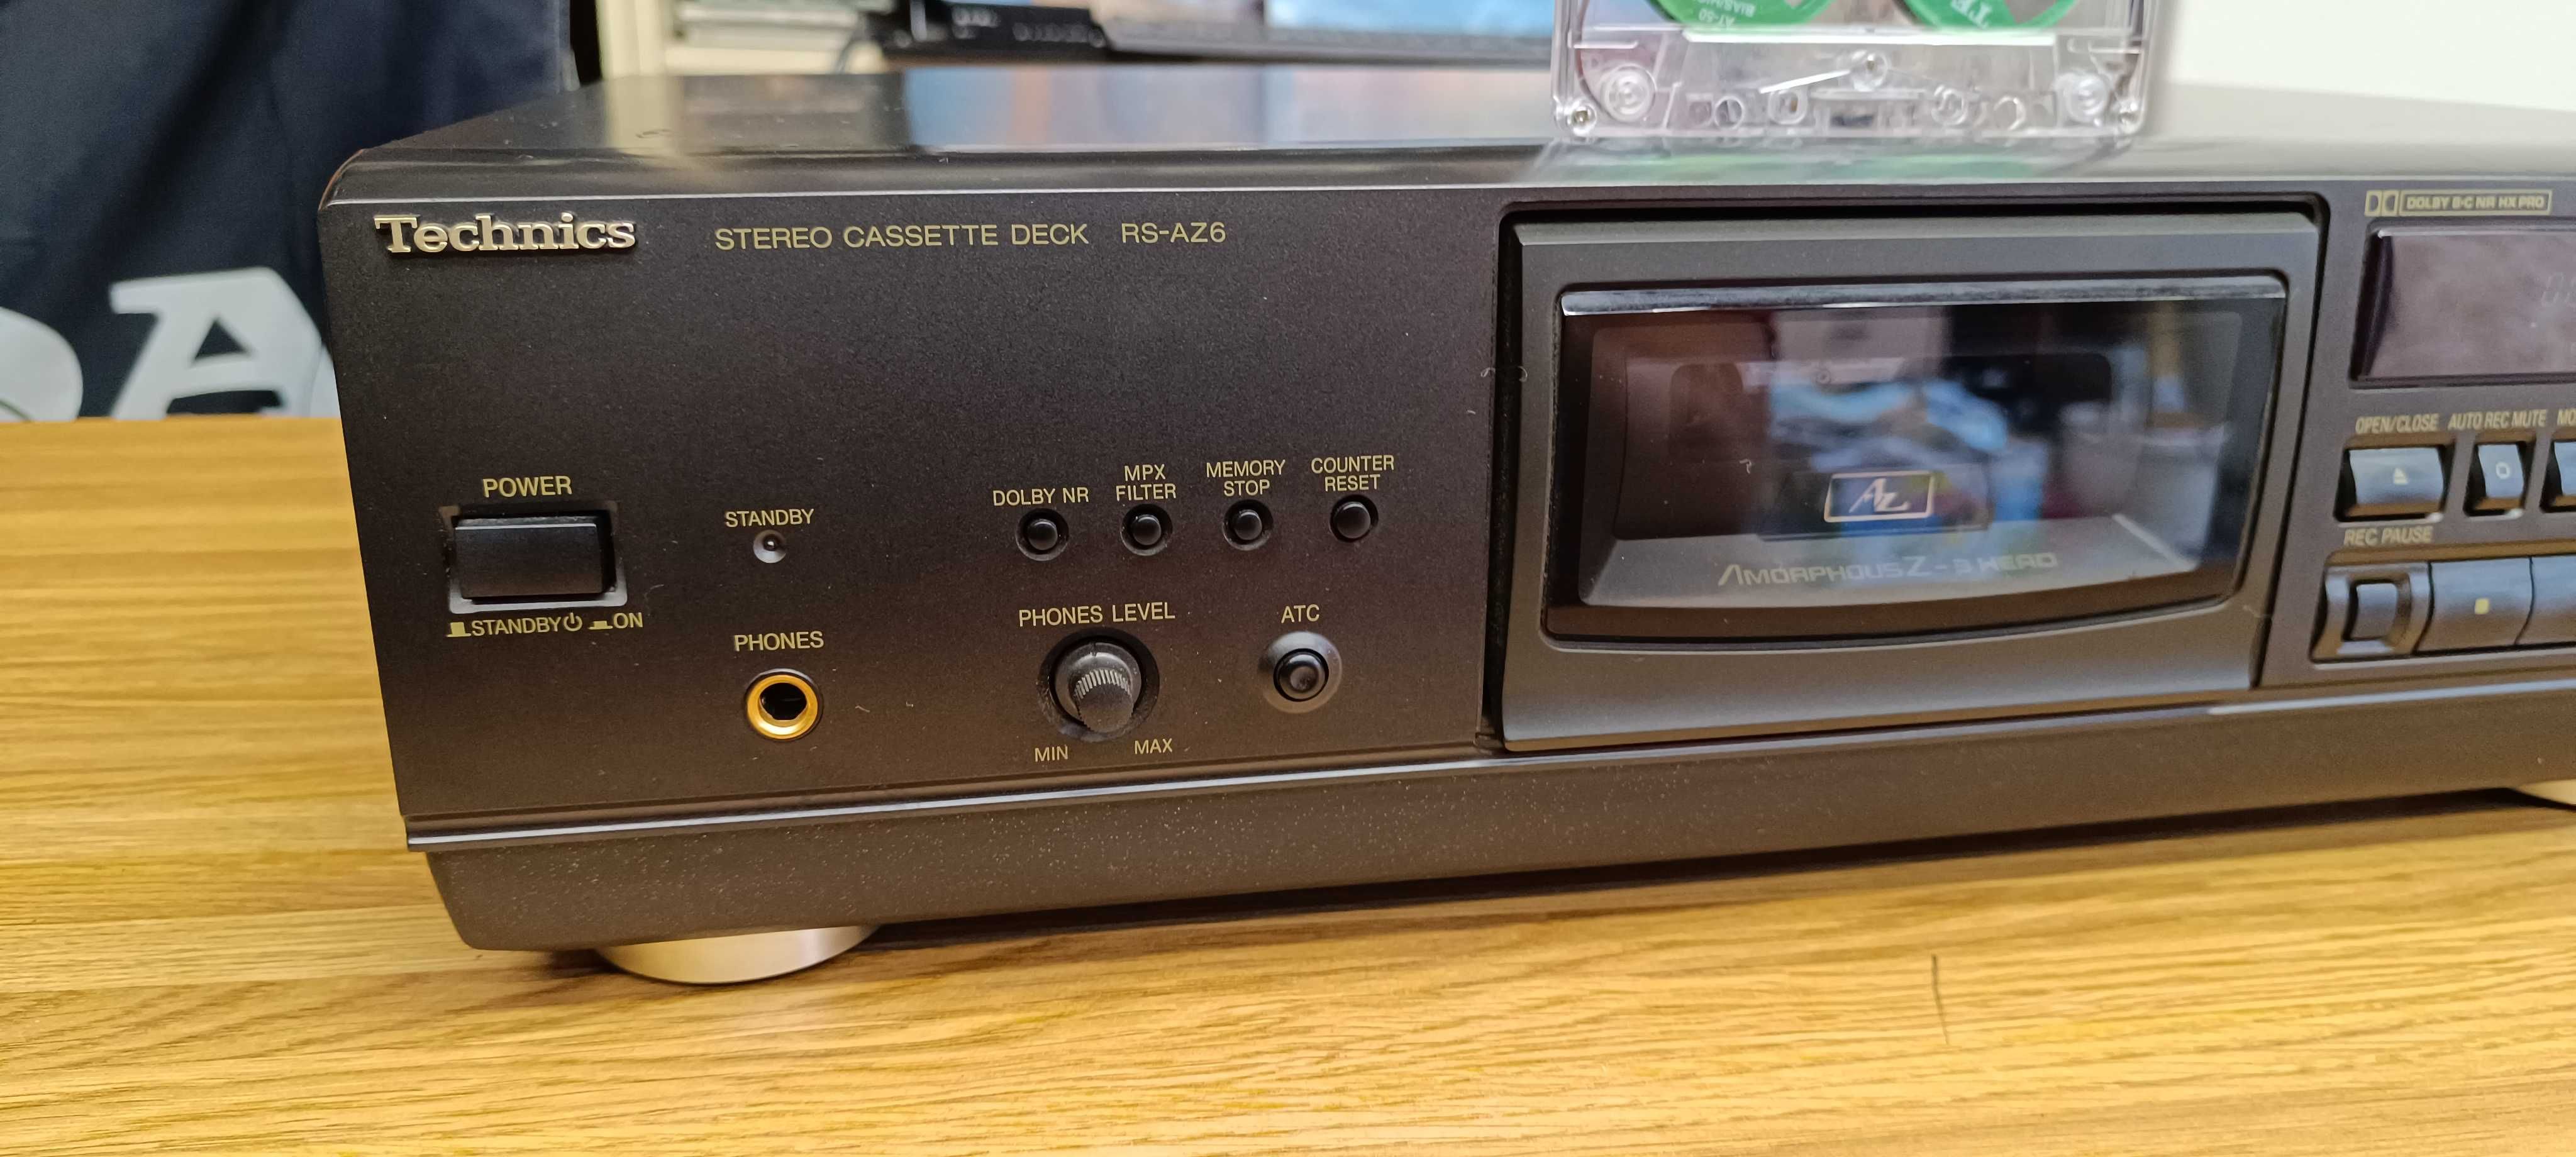 Technics
STEREO CASSETTE DECK RS-AZ6
DOLBY B-C NR HX PRO
POWER
STANDBY ON
STANDBY
PHONES
DOLBY NR
MPX
FILTER
MEMORY
STOP
COUNTER
RESET
PHONES LEVEL
MIN MAX
ATC
AZ
AMORPHOUS Z - 3 HEAD
OPEN/CLOSE AUTO REC MUTE
REC PAUSE
AT-50